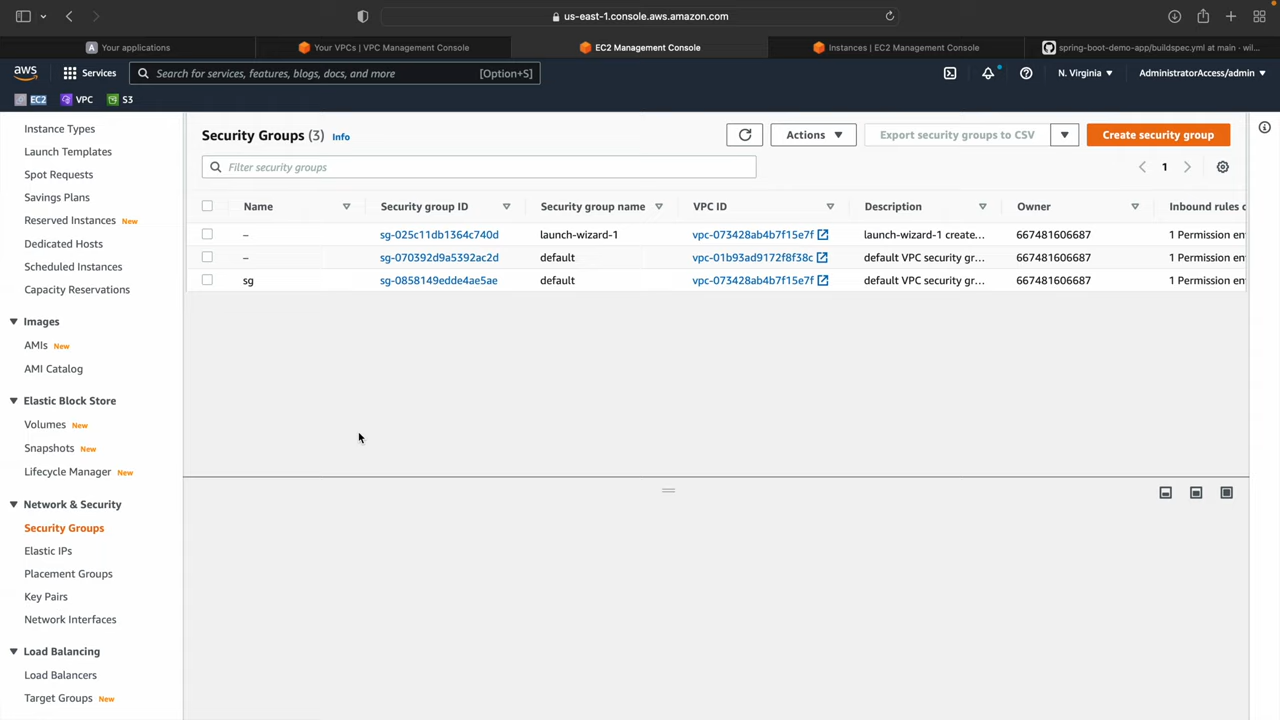 us-east-1.console.aws.amazon.com
Your applications
Your VPCs | VPC Management Console
EC2 Management Console
Instances | EC2 Management Console
spring-boot-demo-app/buildspec.yml at main · wil...
aws
Services
Search for services, features, blogs, docs, and more
[Option+S]
N. Virginia
AdministratorAccess/admin
EC2
VPC
S3
Instance Types
Launch Templates
Spot Requests
Savings Plans
Reserved Instances New
Dedicated Hosts
Scheduled Instances
Capacity Reservations
Images
AMIs New
AMI Catalog
Elastic Block Store
Volumes New
Snapshots New
Lifecycle Manager New
Network & Security
Security Groups
Elastic IPs
Placement Groups
Key Pairs
Network Interfaces
Load Balancing
Load Balancers
Target Groups New
Security Groups (3) Info
Actions
Export security groups to CSV
Create security group
Filter security groups
1
Name Security group ID Security group name VPC ID Description Owner Inbound rules c
– sg-025c11db1364c740d launch-wizard-1 vpc-073428ab4b7f15e7f launch-wizard-1 create... 667481606687 1 Permission en
– sg-070392d9a5392ac2d default vpc-01b93ad9172f8f38c default VPC security gr... 667481606687 1 Permission en
sg sg-0858149edde4ae5ae default vpc-073428ab4b7f15e7f default VPC security gr... 667481606687 1 Permission en